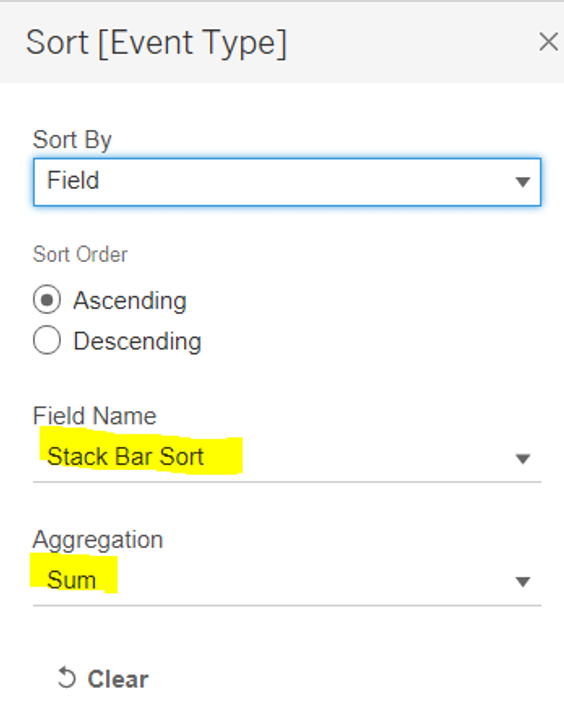 Sort [Event Type]
Sort By
Field
Sort Order
Ascending
Descending
Field Name
Stack Bar Sort
Aggregation
Sum
Clear